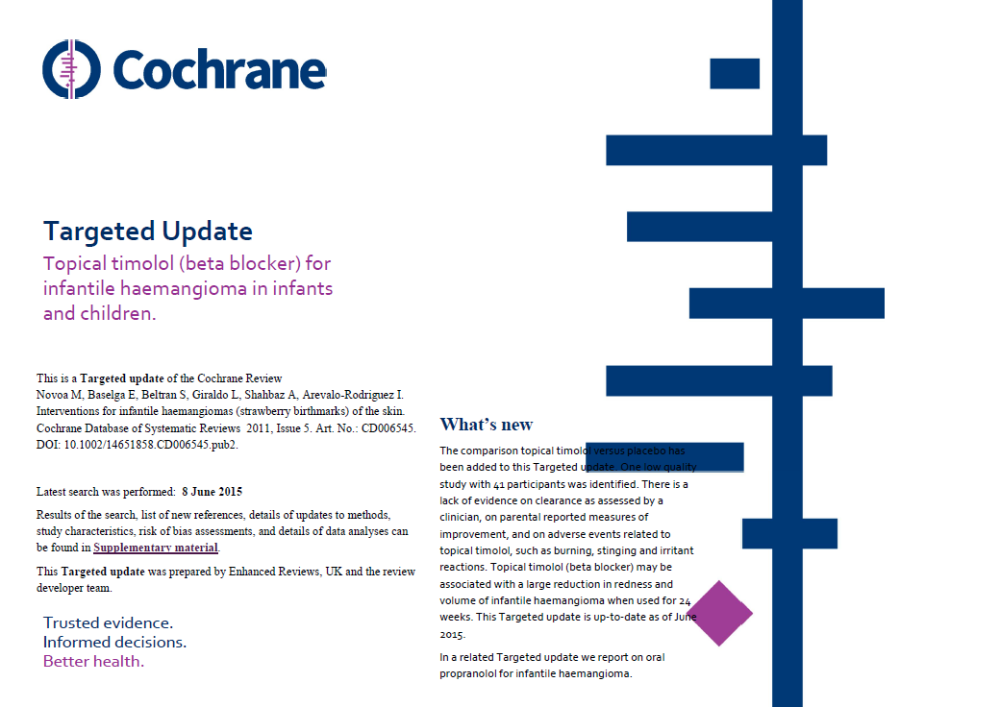 Cochrane
Targeted Update
Topical timolol (beta blocker) for
infantile haemangioma in infants
and children.
This is a Targeted update of the Cochrane Review
Novoa M, Baselga E, Beltran S, Giraldo L, Shahbaz A, Arevalo-Rodriguez I.
Interventions for infantile haemangiomas (strawberry birthmarks) of the skin.
Cochrane Database of Systematic Reviews 2011, Issue 5. Art. No.: CD006545.
DOI: 10.1002/14651858.CD006545.pub2.
Latest search was performed: 8 June 2015
Results of the search, list of new references, details of updates to methods,
study characteristics, risk of bias assessments, and details of data analyses can
be found in Supplementary material.
This Targeted update was prepared by Enhanced Reviews, UK and the review
developer team.
Trusted evidence.
Informed decisions.
Better health.
What's new
The comparison topical timolol versus placebo has
been added to this Targeted update. One low quality
study with 41 participants was identified. There is a
lack of evidence on clearance as assessed by a
clinician, on parental reported measures of
improvement, and on adverse events related to
topical timolol, such as burning, stinging and irritant
reactions. Topical timolol (beta blocker) may be
associated with a large reduction in redness and
volume of infantile haemangioma when used for 24
weeks. This Targeted update is up-to-date as of June
2015.
In a related Targeted update we report on oral
propranolol for infantile haemangioma.